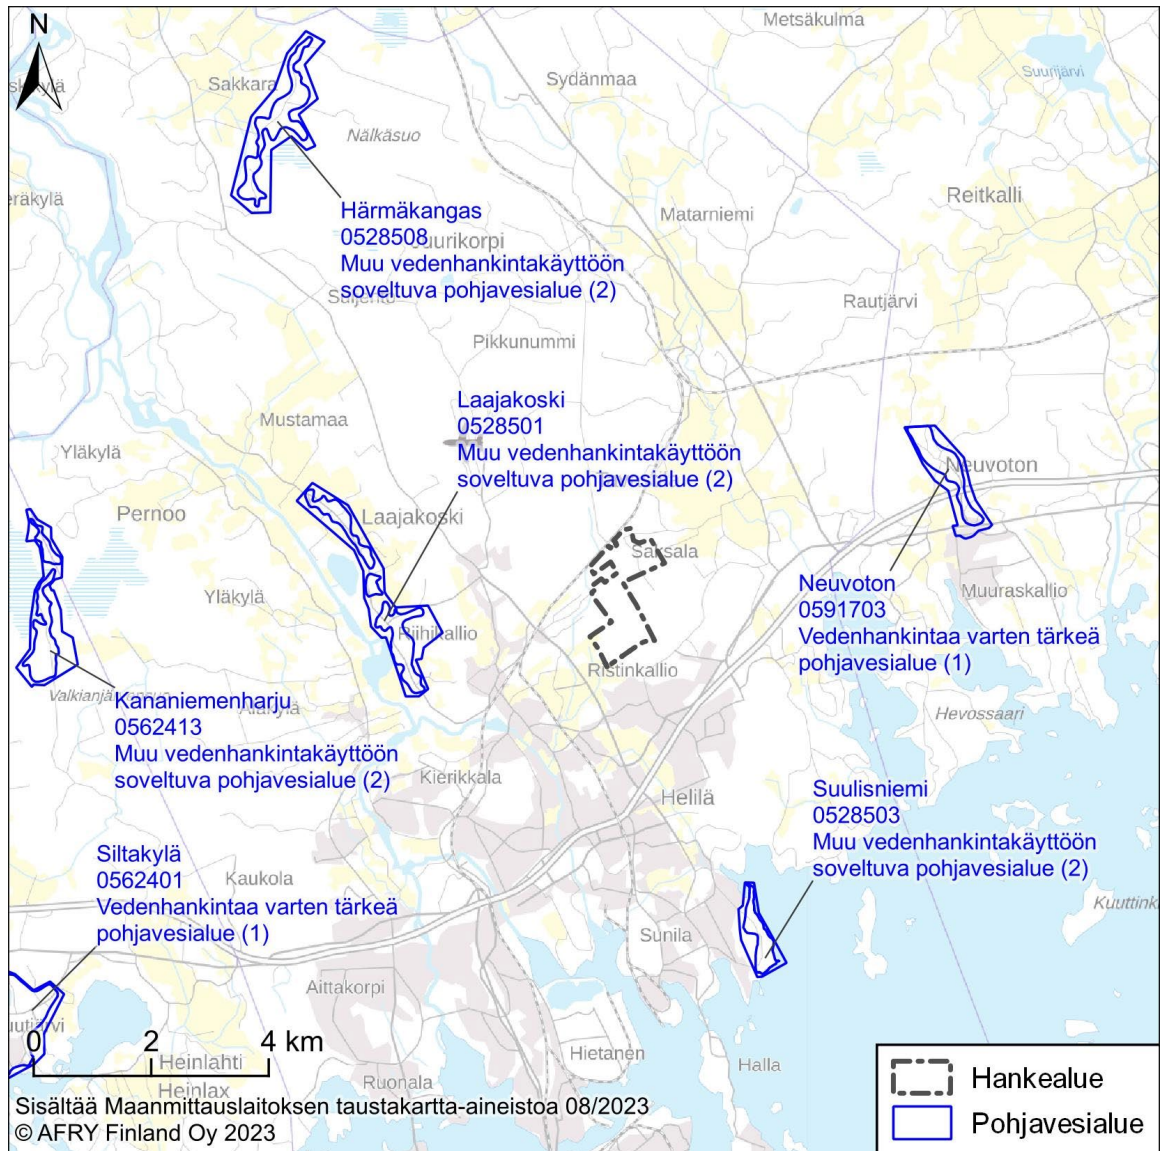 N
Metsäkulma
Sakkara
Sydänmaa
Suurijärvi
Nälkäsuo
Reitkalli
Matarniemi
Härmäkangas
0528508
Muu vedenhankintakäyttöön
soveltuva pohjavesialue (2)
Rautjärvi
Pikkunummi
Laajakoski
0528501
Muu vedenhankintakäyttöön
soveltuva pohjavesialue (2)
Mustamaa
Yläkylä
Neuvoton
Pernoo
Laajakoski
Saksala
Neuvoton
0591703
Vedenhankintaa varten tärkeä
pohjavesialue (1)
Muuraskallio
Yläkylä
Riihikallio
Ristinkallio
Kananiemenharju
0562413
Muu vedenhankintakäyttöön
soveltuva pohjavesialue (2)
Hevossaari
Kierikkala
Helilä
Suulisniemi
0528503
Muu vedenhankintakäyttöön
soveltuva pohjavesialue (2)
Siltakylä
0562401
Vedenhankintaa varten tärkeä
pohjavesialue (1)
Kaukola
Sunila
Aittakorpi
0 2 4 km
Heinlahti
Heinlax
Hietanen
Halla
Ruonala
Hankealue
Pohjavesialue
Sisältää Maanmittauslaitoksen taustakartta-aineistoa 08/2023
© AFRY Finland Oy 2023